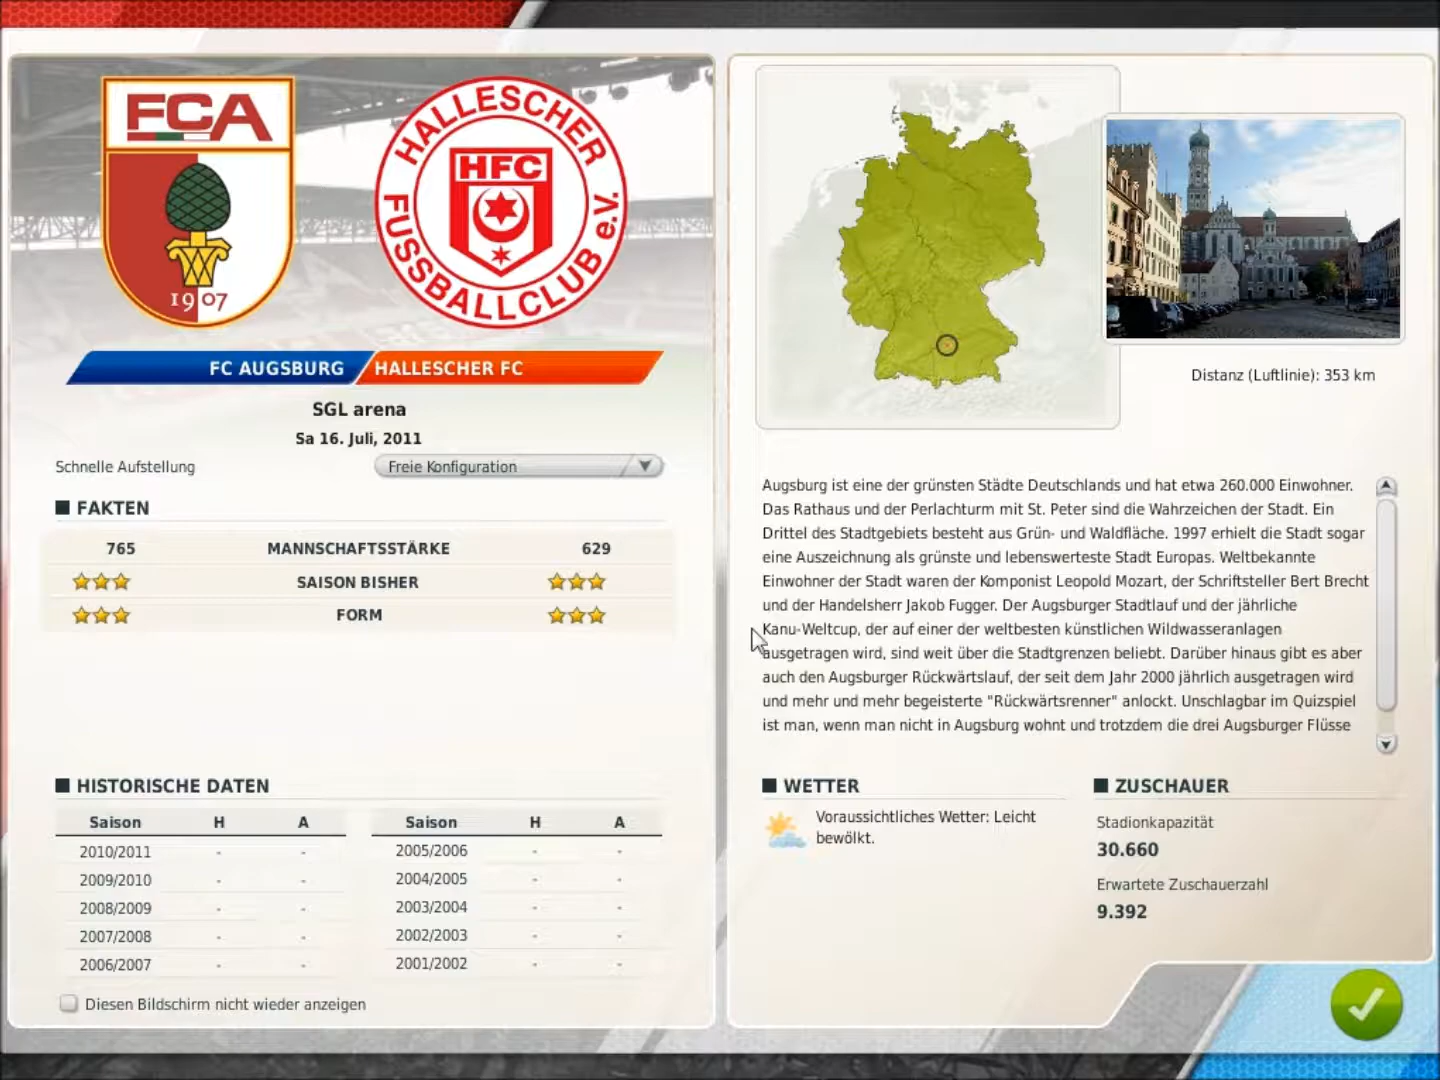 FCA
1907
HALLESCHER
HFC
FUSSBALLCLUB e.V.
FC AUGSBURG
HALLESCHER FC
SGL arena
Sa 16. Juli, 2011
Schnelle Aufstellung
Freie Konfiguration
FAKTEN
765 MANNSCHAFTSSTÄRKE 629
SAISON BISHER
FORM
HISTORISCHE DATEN
Saison H A
2010/2011 - -
2009/2010 - -
2008/2009 - -
2007/2008 - -
2006/2007 - -
Saison H A
2005/2006 - -
2004/2005 - -
2003/2004 - -
2002/2003 - -
2001/2002 - -
Diesen Bildschirm nicht wieder anzeigen
Distanz (Luftlinie): 353 km
Augsburg ist eine der grünsten Städte Deutschlands und hat etwa 260.000 Einwohner.
Das Rathaus und der Perlachturm mit St. Peter sind die Wahrzeichen der Stadt. Ein
Drittel des Stadtgebiets besteht aus Grün- und Waldfläche. 1997 erhielt die Stadt sogar
eine Auszeichnung als grünste und lebenswerteste Stadt Europas. Weltbekannte
Einwohner der Stadt waren der Komponist Leopold Mozart, der Schriftsteller Bert Brecht
und der Handelsherr Jakob Fugger. Der Augsburger Stadtlauf und der jährliche
Kanu-Weltcup, der auf einer der weltbesten künstlichen Wildwasseranlagen
ausgetragen wird, sind weit über die Stadtgrenzen beliebt. Darüber hinaus gibt es aber
auch den Augsburger Rückwärtslauf, der seit dem Jahr 2000 jährlich ausgetragen wird
und mehr und mehr begeisterte "Rückwärtsrenner" anlockt. Unschlagbar im Quizspiel
ist man, wenn man nicht in Augsburg wohnt und trotzdem die drei Augsburger Flüsse
WETTER
Voraussichtliches Wetter: Leicht
bewölkt.
ZUSCHAUER
Stadionkapazität
30.660
Erwartete Zuschauerzahl
9.392